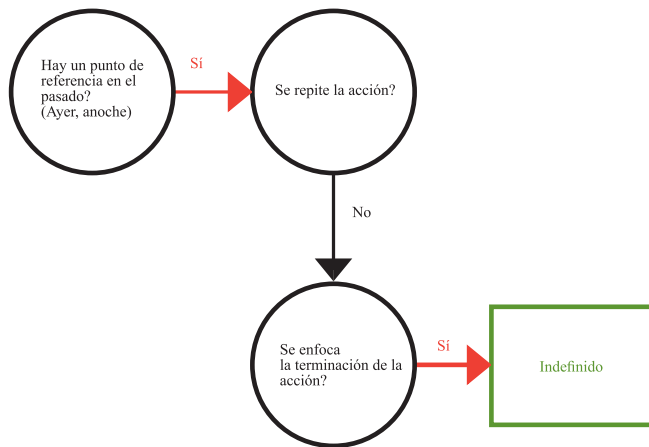 Hay un punto de
referencia en el
pasado?
(Ayer, anoche)
Sí
Se repite la acción?
No
Se enfoca
la terminación de la
acción?
Sí
Indefinido